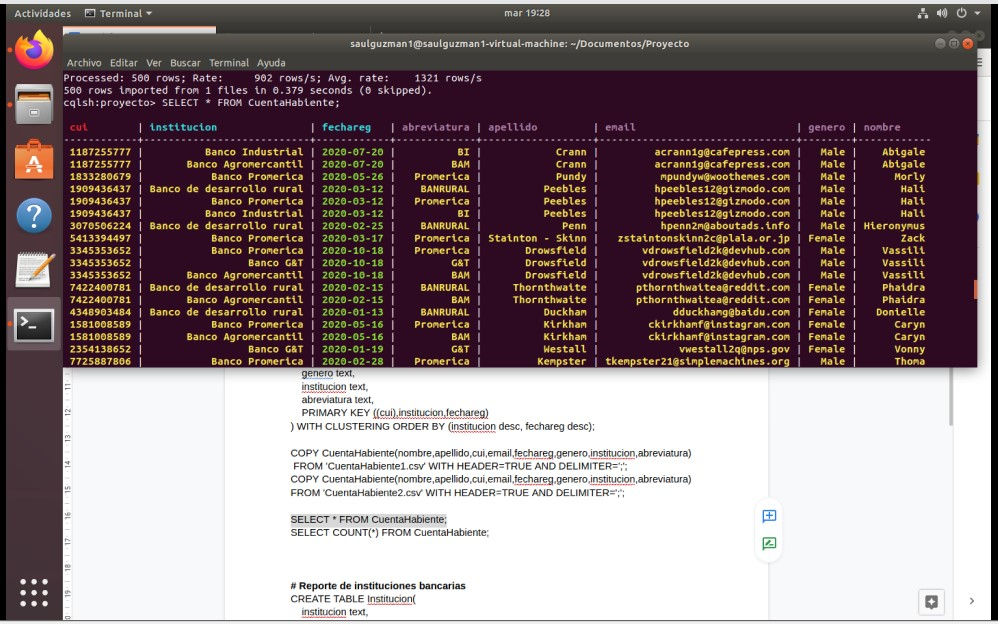 Actividades Terminal mar 19:28
saulguzman1@saulguzman1-virtual-machine: ~/Documentos/Proyecto
Archivo Editar Ver Buscar Terminal Ayuda
Processed: 500 rows; Rate: 902 rows/s; Avg. rate: 1321 rows/s
500 rows imported from 1 files in 0.379 seconds (0 skipped).
cqlsh:proyecto> SELECT * FROM CuentaHabiente;
cui | institucion | fechareg | abreviatura | apellido | email | genero | nombre
1187255777 | Banco Industrial | 2020-07-20 | BI | Crann | acrann1g@cafepress.com | Male | Abigale
1187255777 | Banco Agromercantil | 2020-07-20 | BAM | Crann | acrann1g@cafepress.com | Male | Abigale
1833280679 | Banco Promerica | 2020-05-26 | Promerica | Pundy | mpundyw@woothemes.com | Male | Morly
1909436437 | Banco de desarrollo rural | 2020-03-12 | BANRURAL | Peebles | hpeebles12@gizmodo.com | Male | Hali
1909436437 | Banco Promerica | 2020-03-12 | Promerica | Peebles | hpeebles12@gizmodo.com | Male | Hali
1909436437 | Banco Industrial | 2020-03-12 | BI | Peebles | hpeebles12@gizmodo.com | Male | Hali
3070506224 | Banco de desarrollo rural | 2020-02-25 | BANRURAL | Penn | hpenn2m@aboutads.info | Male | Hieronymus
5413394497 | Banco Promerica | 2020-03-17 | Promerica | Stainton - Skinn | zstaintonskinn2c@plala.or.jp | Female | Zack
3345353652 | Banco Promerica | 2020-10-18 | Promerica | Drowsfield | vdrowsfield2k@devhub.com | Male | Vassili
3345353652 | Banco G&T | 2020-10-18 | G&T | Drowsfield | vdrowsfield2k@devhub.com | Male | Vassili
3345353652 | Banco Agromercantil | 2020-10-18 | BAM | Drowsfield | vdrowsfield2k@devhub.com | Male | Vassili
7422400781 | Banco de desarrollo rural | 2020-02-15 | BANRURAL | Thornthwaite | pthornthwaitea@reddit.com | Female | Phaidra
7422400781 | Banco Agromercantil | 2020-02-15 | BAM | Thornthwaite | pthornthwaitea@reddit.com | Female | Phaidra
4348903484 | Banco de desarrollo rural | 2020-01-13 | BANRURAL | Duckham | dduckhamg@baidu.com | Female | Donielle
1581008589 | Banco Promerica | 2020-05-16 | Promerica | Kirkham | ckirkhamf@instagram.com | Female | Caryn
1581008589 | Banco Agromercantil | 2020-05-16 | BAM | Kirkham | ckirkhamf@instagram.com | Female | Caryn
2354138652 | Banco G&T | 2020-01-19 | G&T | Westall | vwestall2q@nps.gov | Female | Vonny
7725887806 | Banco Promerica | 2020-02-28 | Promerica | Kempster | tkempster21@simplemachines.org | Male | Thoma
genero text,
institucion text,
abreviatura text,
PRIMARY KEY ((cui),institucion,fechareg)
) WITH CLUSTERING ORDER BY (institucion desc, fechareg desc);
COPY CuentaHabiente(nombre,apellido,cui,email,fechareg,genero,institucion,abreviatura)
FROM 'CuentaHabiente1.csv' WITH HEADER=TRUE AND DELIMITER=';';
COPY CuentaHabiente(nombre,apellido,cui,email,fechareg,genero,institucion,abreviatura)
FROM 'CuentaHabiente2.csv' WITH HEADER=TRUE AND DELIMITER=';';
SELECT * FROM CuentaHabiente;
SELECT COUNT(*) FROM CuentaHabiente;
# Reporte de instituciones bancarias
CREATE TABLE Institucion(
institucion text,